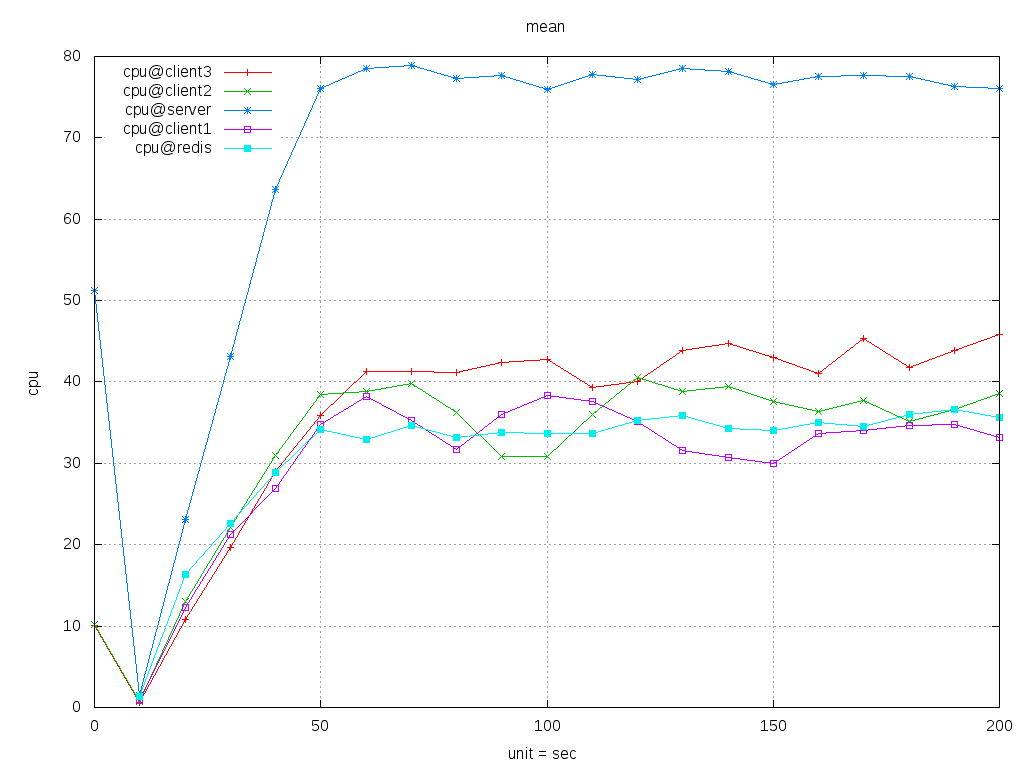 mean
80
70
60
50
40
30
20
10
0
cpu
cpu@client3
cpu@client2
cpu@server
cpu@client1
cpu@redis
0 50 100 150 200
unit = sec